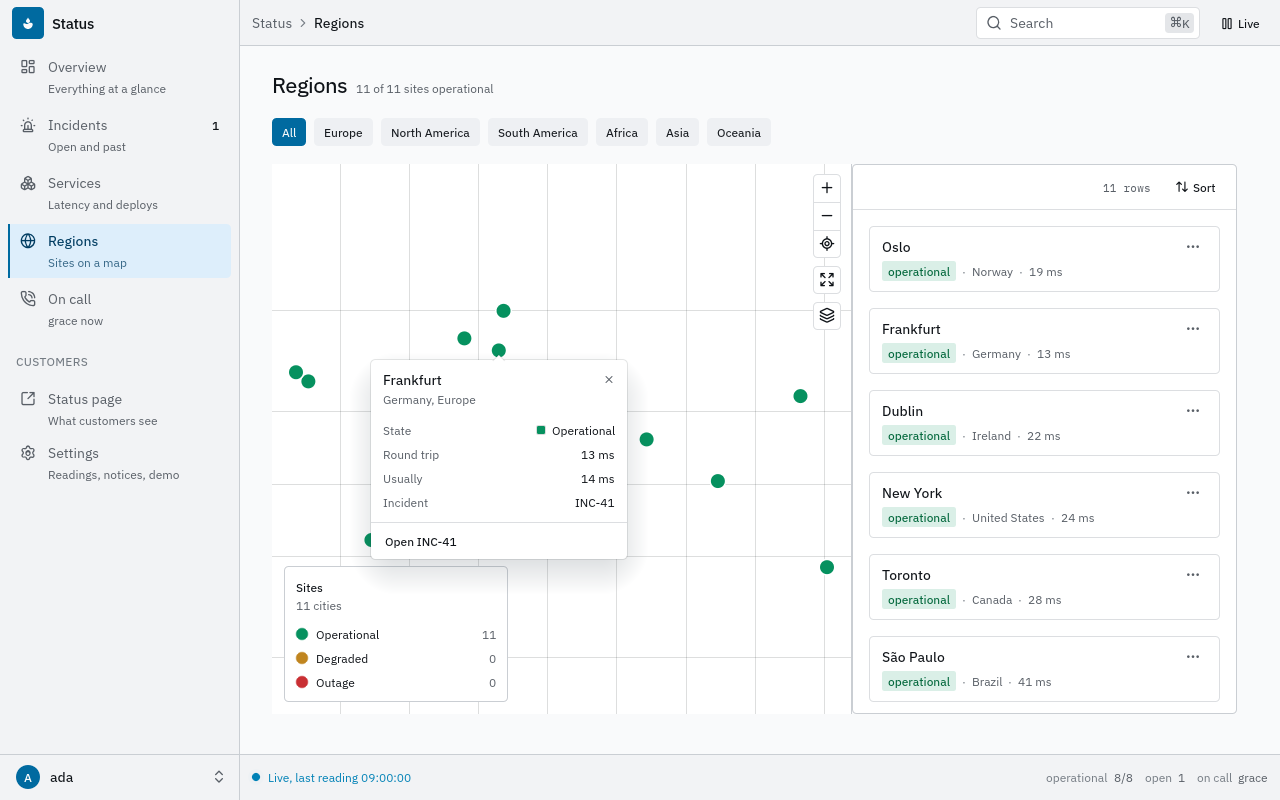 Status
Overview
Everything at a glance
Incidents
1
Open and past
Services
Latency and deploys
Regions
Sites on a map
On call
grace now
CUSTOMERS
Status page
What customers see
Settings
Readings, notices, demo
A
ada
Status > Regions
Search
⌘K
Live
Regions
11 of 11 sites operational
All
Europe
North America
South America
Africa
Asia
Oceania
Frankfurt
Germany, Europe
State
Operational
Round trip
13 ms
Usually
14 ms
Incident
INC-41
Open INC-41
Sites
11 cities
Operational
11
Degraded
0
Outage
0
11 rows
Sort
Oslo
operational · Norway · 19 ms
Frankfurt
operational · Germany · 13 ms
Dublin
operational · Ireland · 22 ms
New York
operational · United States · 24 ms
Toronto
operational · Canada · 28 ms
São Paulo
operational · Brazil · 41 ms
Live, last reading 09:00:00
operational 8/8 open 1 on call grace